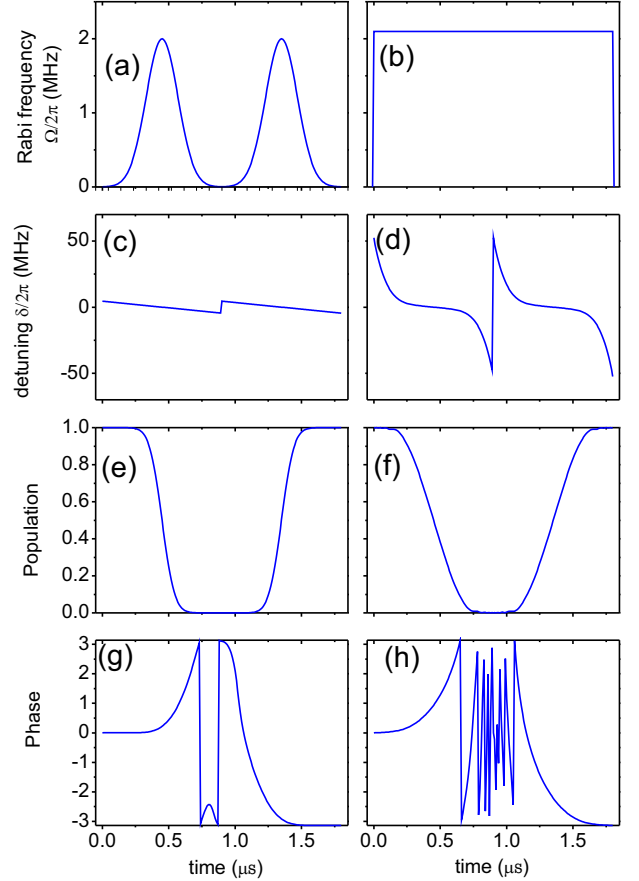 Rabi frequency
Ω/2π (MHz)
2
1
0
(a)
(b)
detuning δ/2π (MHz)
50
0
-50
(c)
(d)
Population
1.0
0.8
0.6
0.4
0.2
0.0
(e)
(f)
Phase
3
2
1
0
-1
-2
-3
(g)
(h)
0.0 0.5 1.0 1.5
0.0 0.5 1.0 1.5
time (μs)
time (μs)